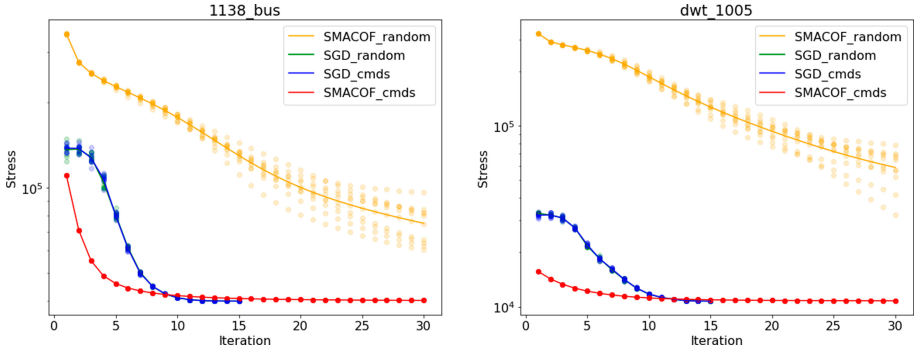 1138_bus
Stress
10^5
SMACOF_random
SGD_random
SGD_cmds
SMACOF_cmds
0 5 10 15 20 25 30
Iteration
dwt_1005
Stress
10^5
10^4
SMACOF_random
SGD_random
SGD_cmds
SMACOF_cmds
0 5 10 15 20 25 30
Iteration